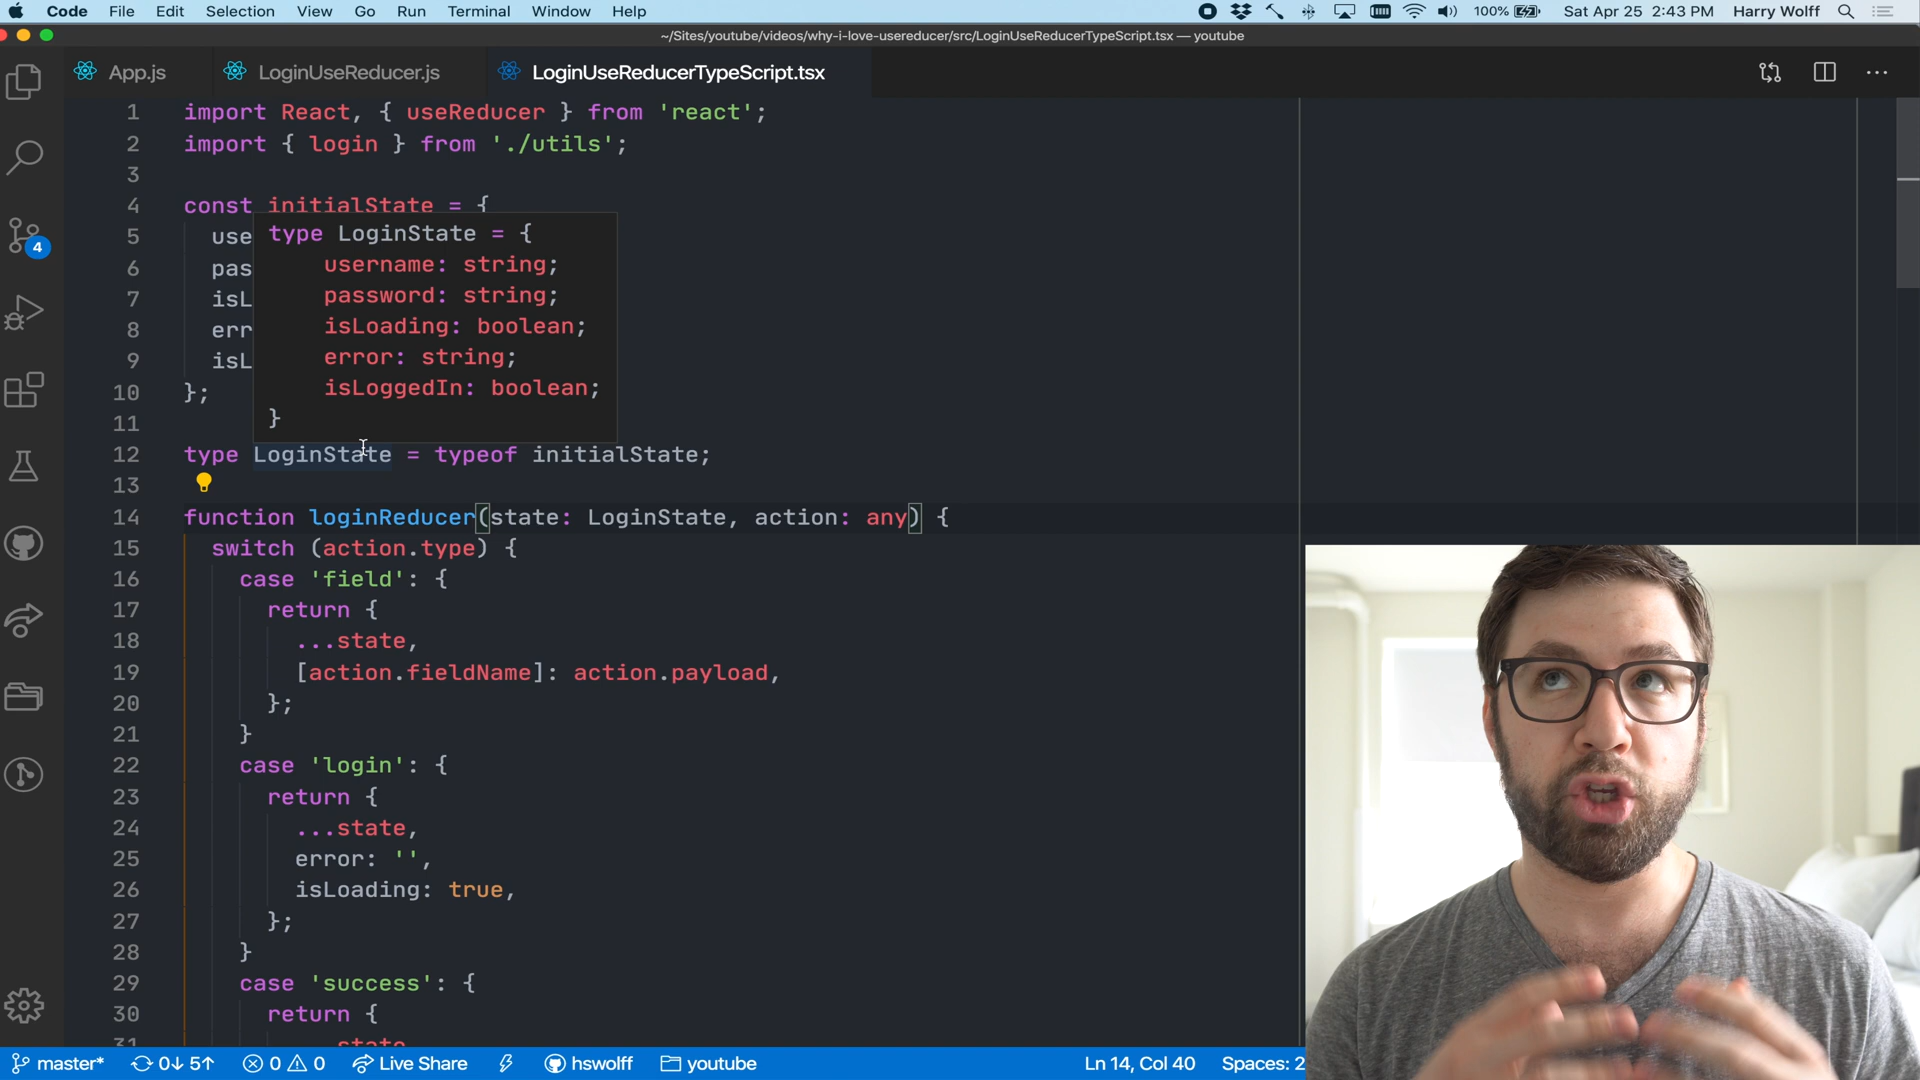 Code File Edit Selection View Go Run Terminal Window Help 100% Sat Apr 25 2:43 PM Harry Wolff
~/Sites/youtube/videos/why-i-love-usereducer/src/LoginUseReducerTypeScript.tsx — youtube
App.js LoginUseReducer.js LoginUseReducerTypeScript.tsx
1 import React, { useReducer } from 'react';
2 import { login } from './utils';
3
4 const initialState = {
5 use
type LoginState = {
username: string;
6 pas
password: string;
7 isL
isLoading: boolean;
8 err
error: string;
9 isL
isLoggedIn: boolean;
10 };
}
11
12 type LoginState = typeof initialState;
13
14 function loginReducer(state: LoginState, action: any) {
15 switch (action.type) {
16 case 'field': {
17 return {
18 ...state,
19 [action.fieldName]: action.payload,
20 };
21 }
22 case 'login': {
23 return {
24 ...state,
25 error: '',
26 isLoading: true,
27 };
28 }
29 case 'success': {
30 return {
31 ...state,
4
master* 0↓ 5↑ 0 0 Live Share hswolff youtube Ln 14, Col 40 Spaces: 2